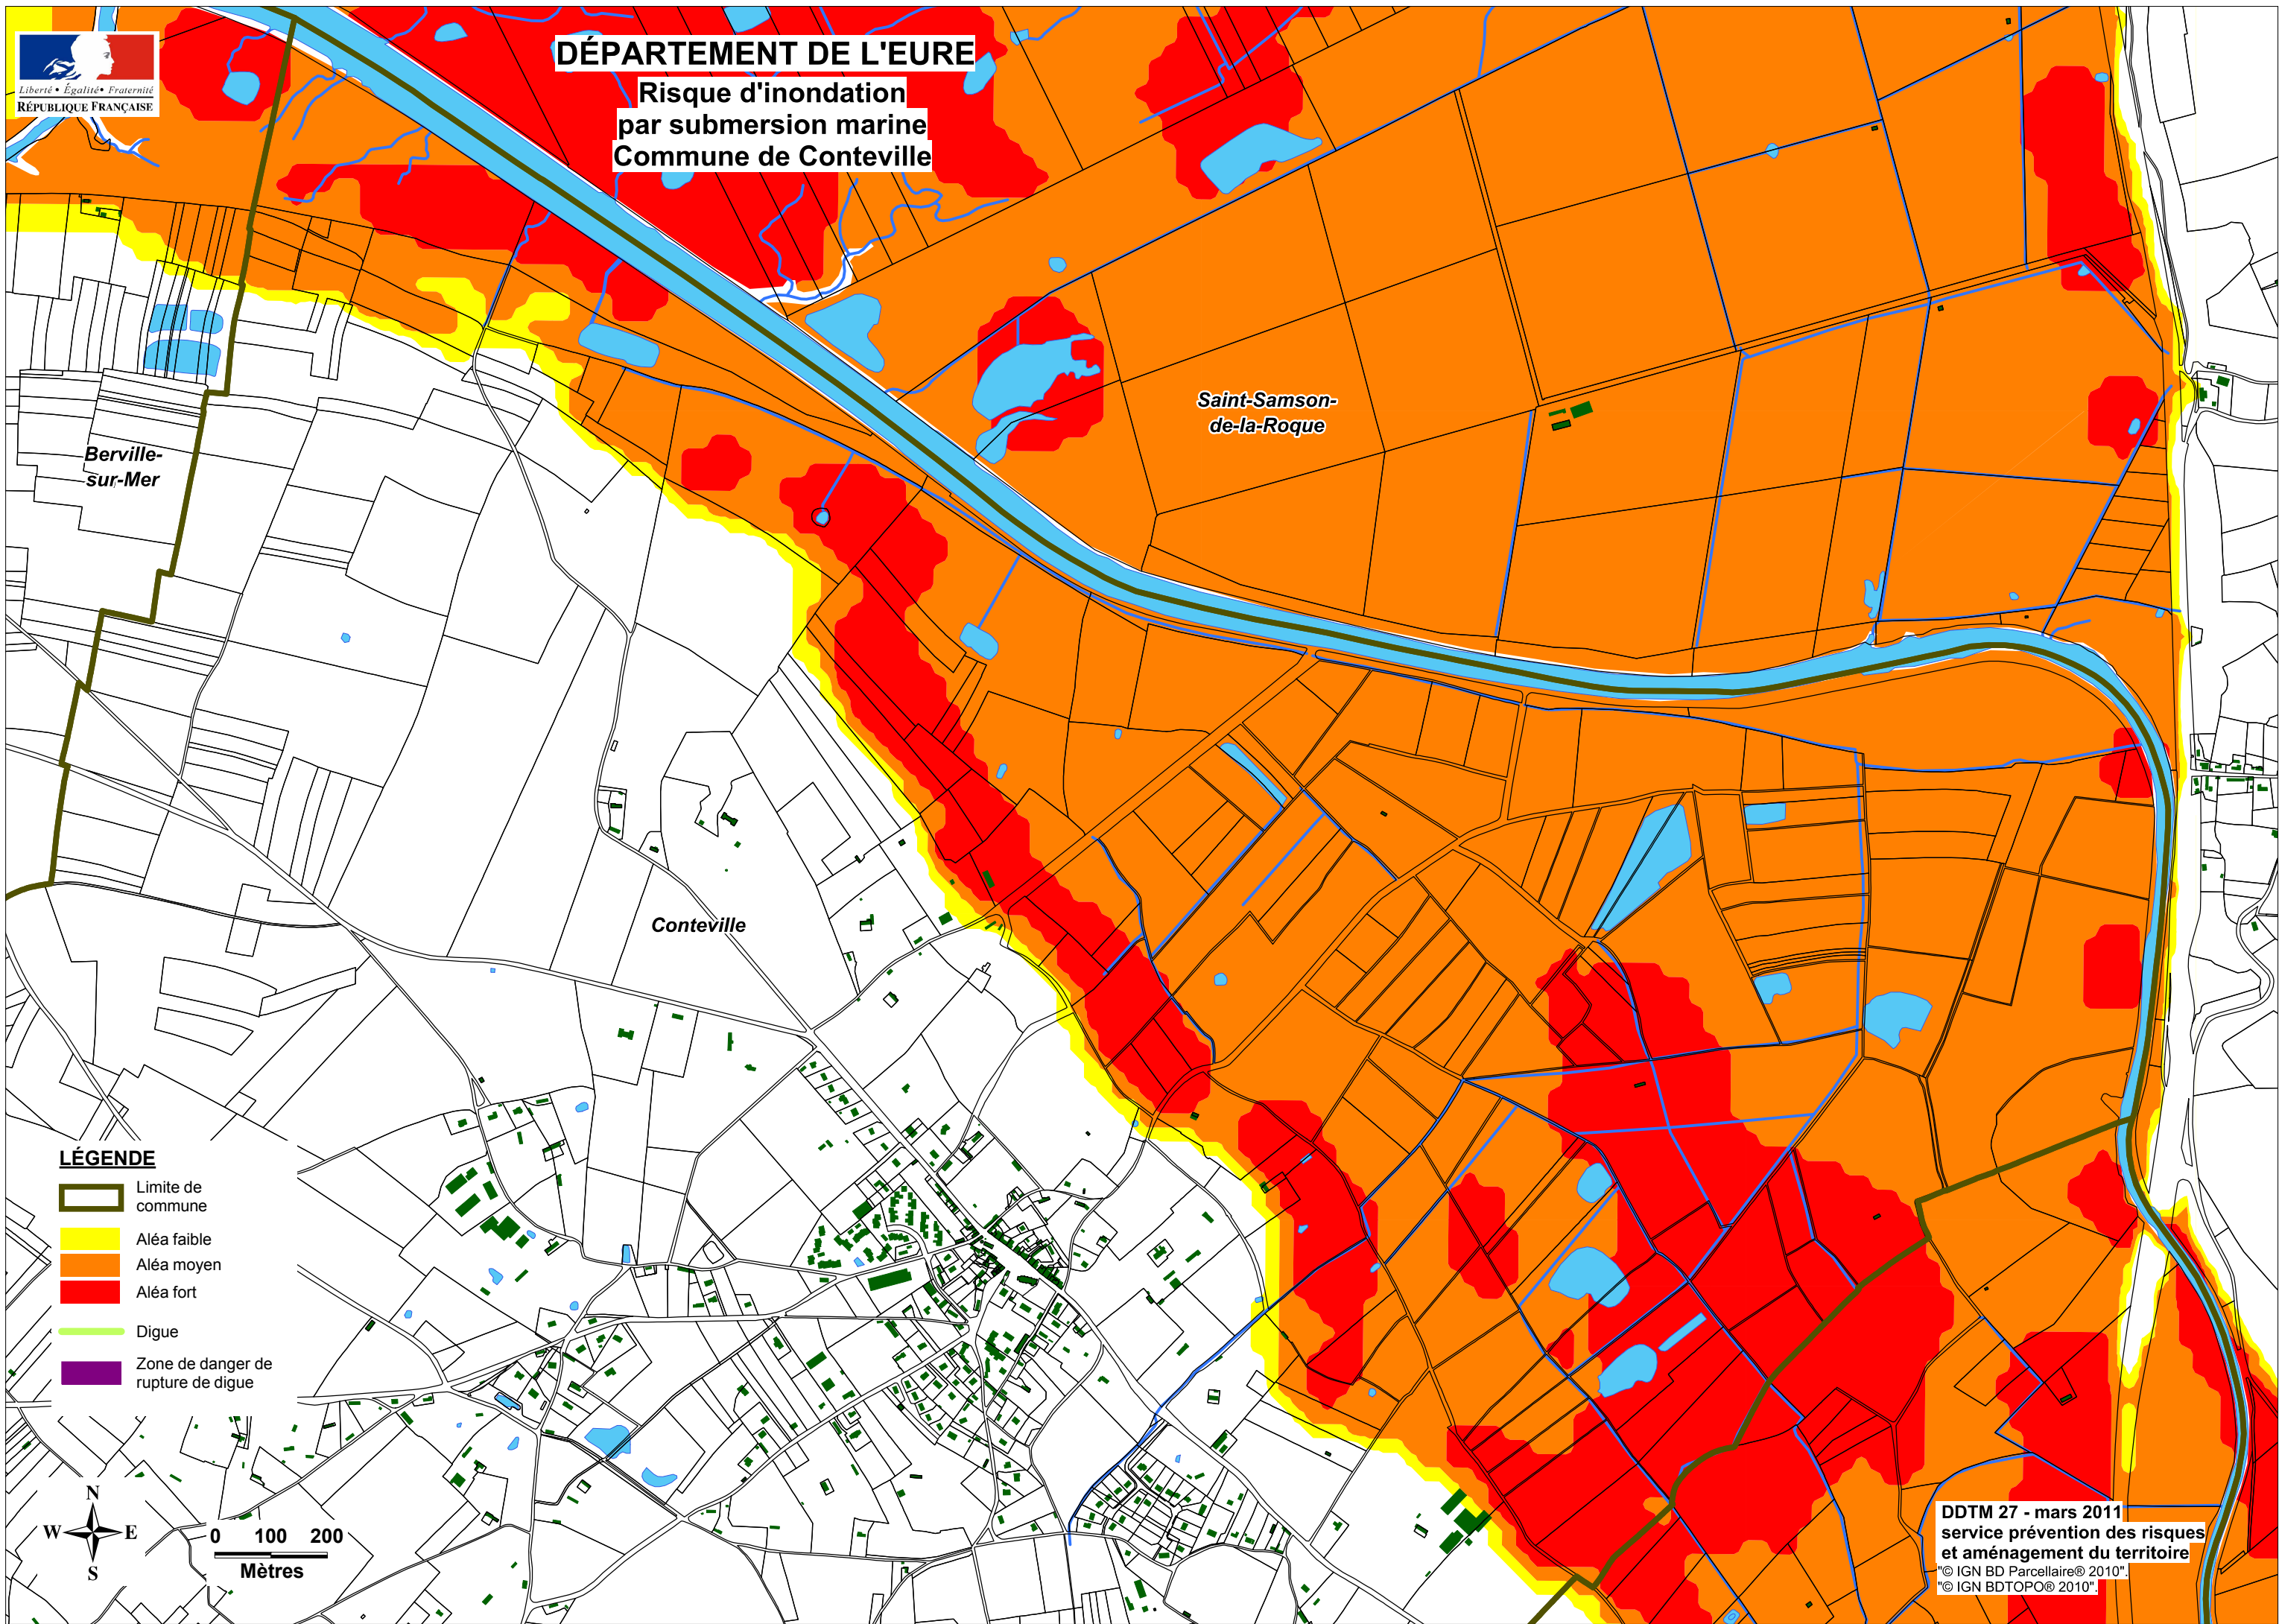 Liberté • Égalité • Fraternité
RÉPUBLIQUE FRANÇAISE
DÉPARTEMENT DE L'EURE
Risque d'inondation
par submersion marine
Commune de Conteville
Saint-Samson-
de-la-Roque
Berville-
sur-Mer
Conteville
LÉGENDE
Limite de
commune
Aléa faible
Aléa moyen
Aléa fort
Digue
Zone de danger de
rupture de digue
N
W E
S
0 100 200
Mètres
DDTM 27 - mars 2011
service prévention des risques
et aménagement du territoire
"© IGN BD Parcellaire® 2010".
"© IGN BDTOPO® 2010".